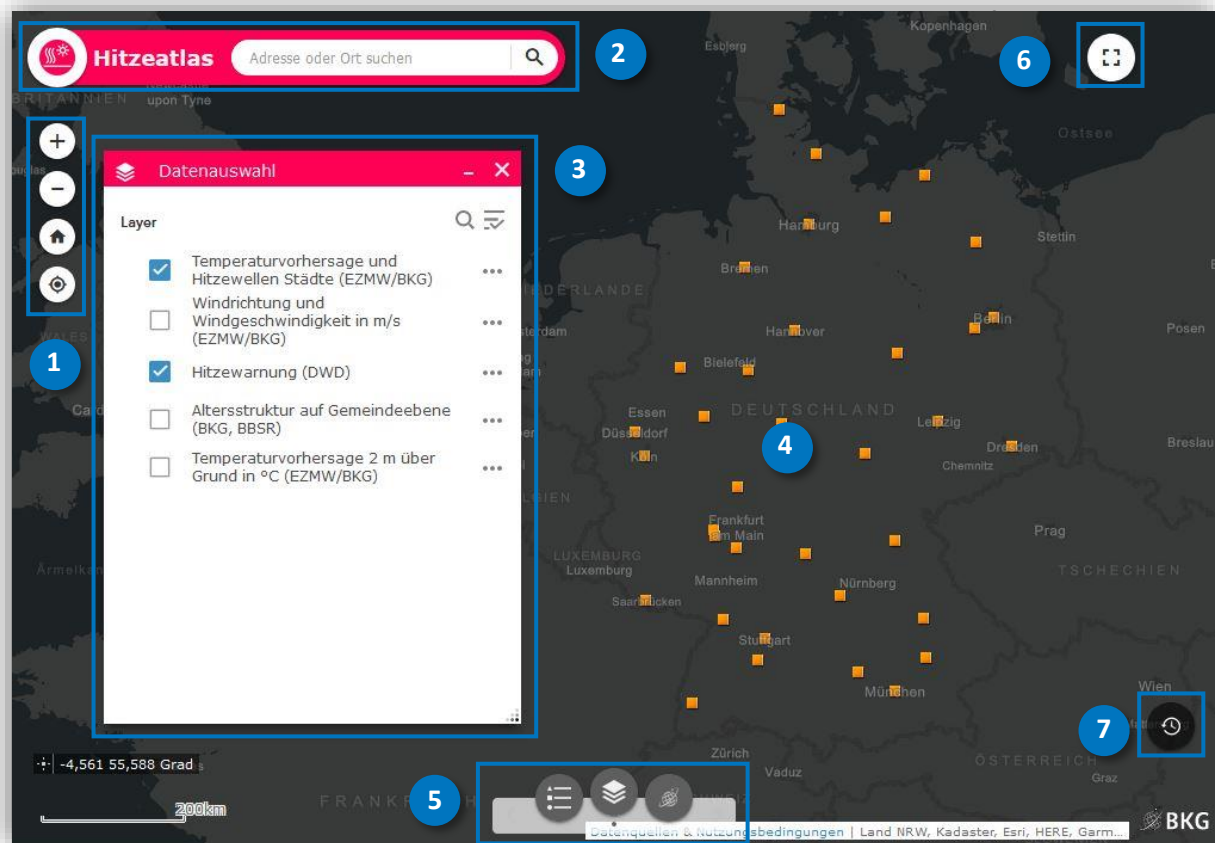 Hitzeatlas
Adresse oder Ort suchen
2
6
Kopenhagen
Esbjerg
BRITANNIEN
upon Tyne
Ostsee
3
Datenauswahl
Layer
Temperaturvorhersage und
Hitzewellen Städte (EZMW/BKG)
Windrichtung und
Windgeschwindigkeit in m/s
(EZMW/BKG)
Hitzewarnung (DWD)
Altersstruktur auf Gemeindeebene
(BKG, BBSR)
Temperaturvorhersage 2 m über
Grund in °C (EZMW/BKG)
1
WALES
Hamburg
Stettin
Bremen
Berlin
Posen
Hannover
Bielefeld
Essen
DEUTSCHLAND
Düsseldorf
Leipzig
4
Köln
Dresden
Breslau
Chemnitz
Frankfurt
am Main
Prag
LUXEMBURG
Luxemburg
TSCHECHIEN
Mannheim
Nürnberg
Saarbrücken
Stuttgart
München
Wien
7
Zürich
Vaduz
ÖSTERREICH
Graz
-4,561 55,588 Grad
5
200km
Datenquellen & Nutzungsbedingungen | Land NRW, Kadaster, Esri, HERE, Garm...
BKG